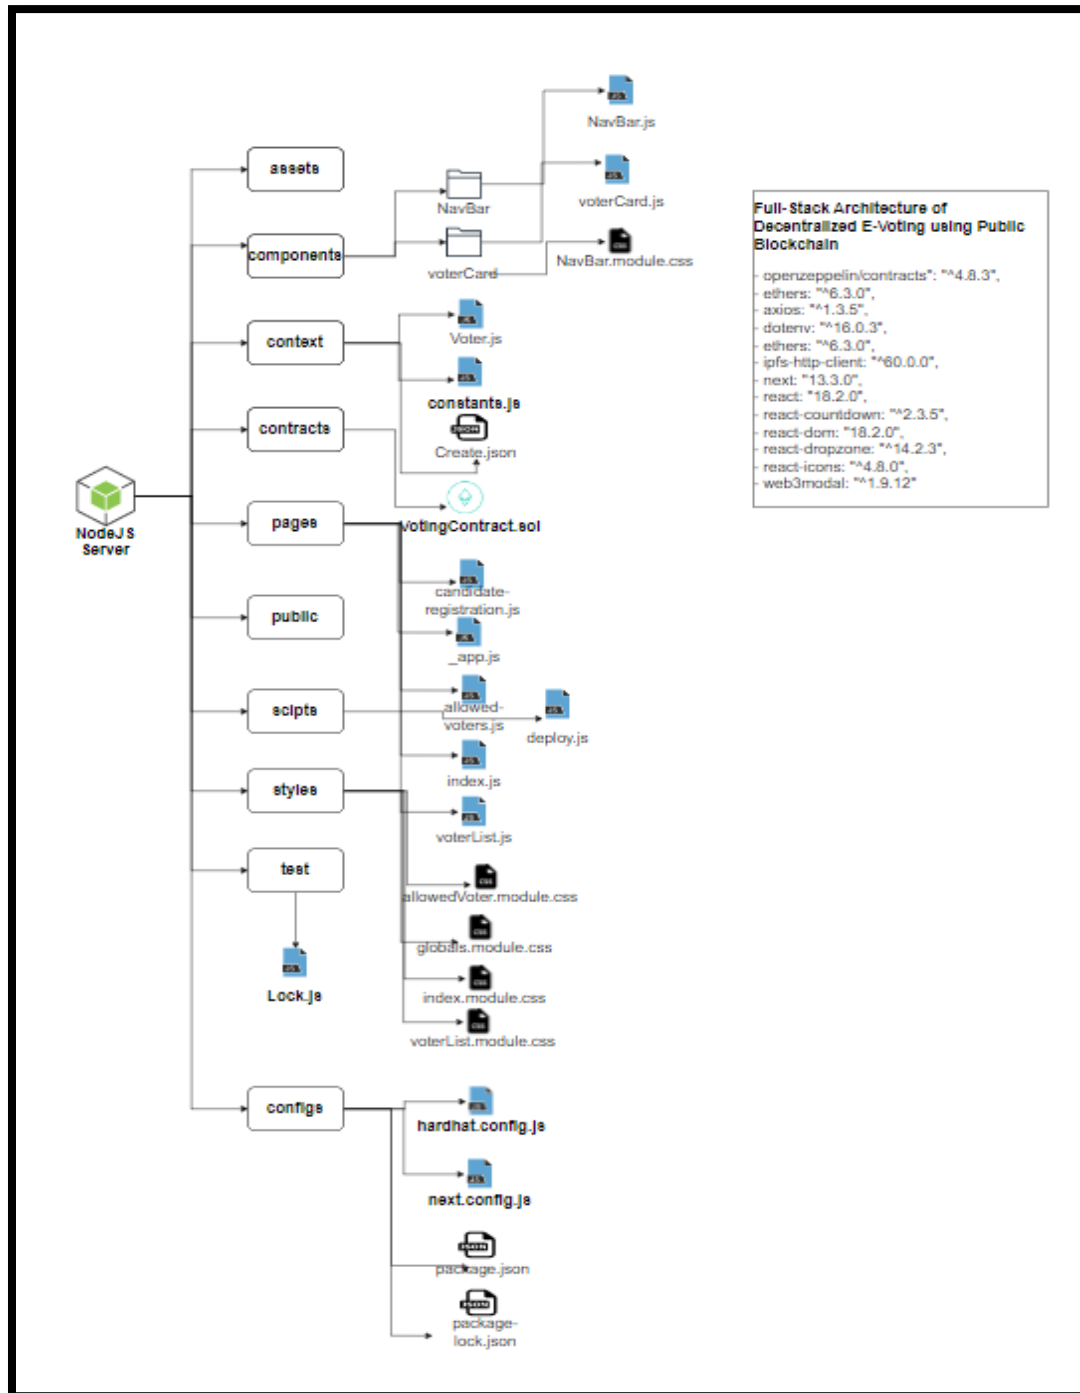 NavBar.js
assets
voterCard.js
NavBar
Full-Stack Architecture of
Decentralized E-Voting using Public
Blockchain
components
voterCard
NavBar.module.css
- openzeppelin/contracts": "^4.8.3",
- ethers: "^6.3.0",
- axios: "^1.3.5",
- dotenv: "^16.0.3",
- ethers: "^6.3.0",
- ipfs-http-client: "^60.0.0",
- next: "13.3.0",
- react: "18.2.0",
- react-countdown: "^2.3.5",
- react-dom: "18.2.0",
- react-dropzone: "^14.2.3",
- react-icons: "^4.8.0",
- web3modal: "^1.9.12"
context
Voter.js
constants.js
contracts
JSON
Create.json
NodeJS
Server
pages
VotingContract.sol
candidate-
registration.js
public
_app.js
scipts
allowed-
voters.js
deploy.js
index.js
styles
voterList.js
test
CSS
allowedVoter.module.css
globals.module.css
Lock.js
index.module.css
voterList.module.css
configs
hardhat.config.js
next.config.js
JSON
package.json
JSON
package-
lock.json